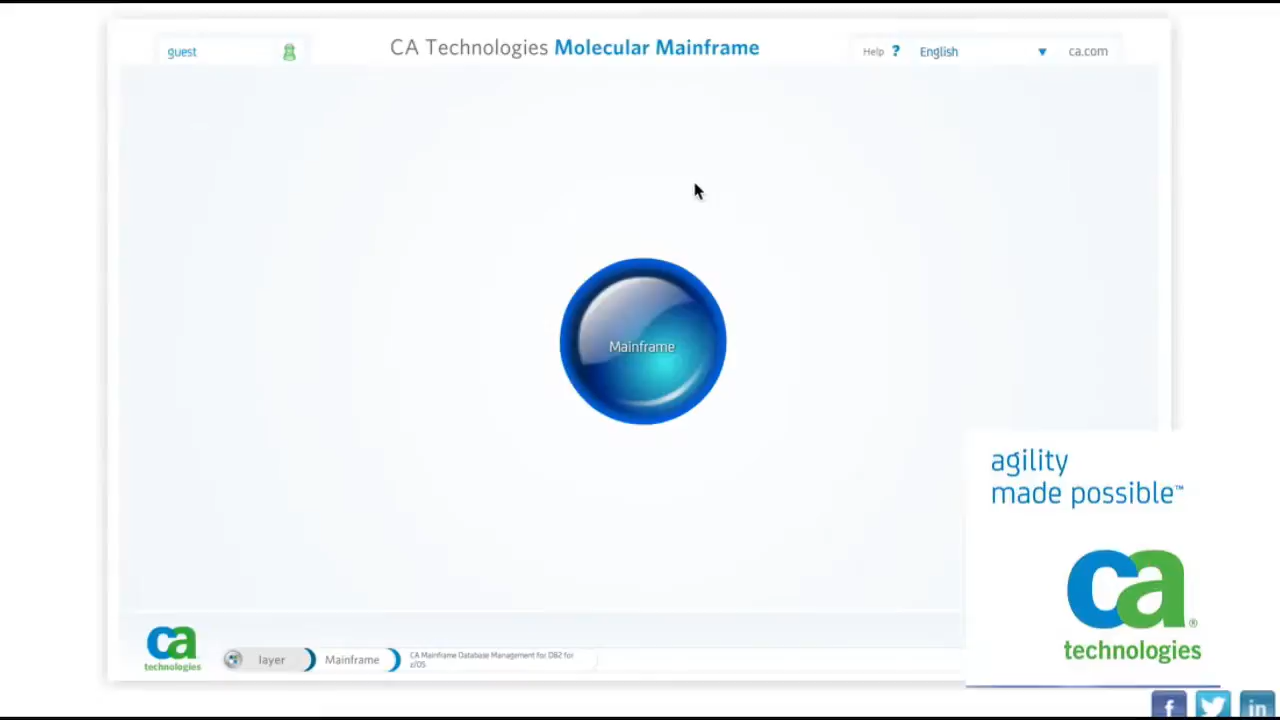 guest
CA Technologies Molecular Mainframe
Help ?
English
ca.com
Mainframe
agility
made possible™
ca®
technologies
ca
technologies
layer
Mainframe
CA Mainframe Database Management for DB2 for
z/OS
f
in